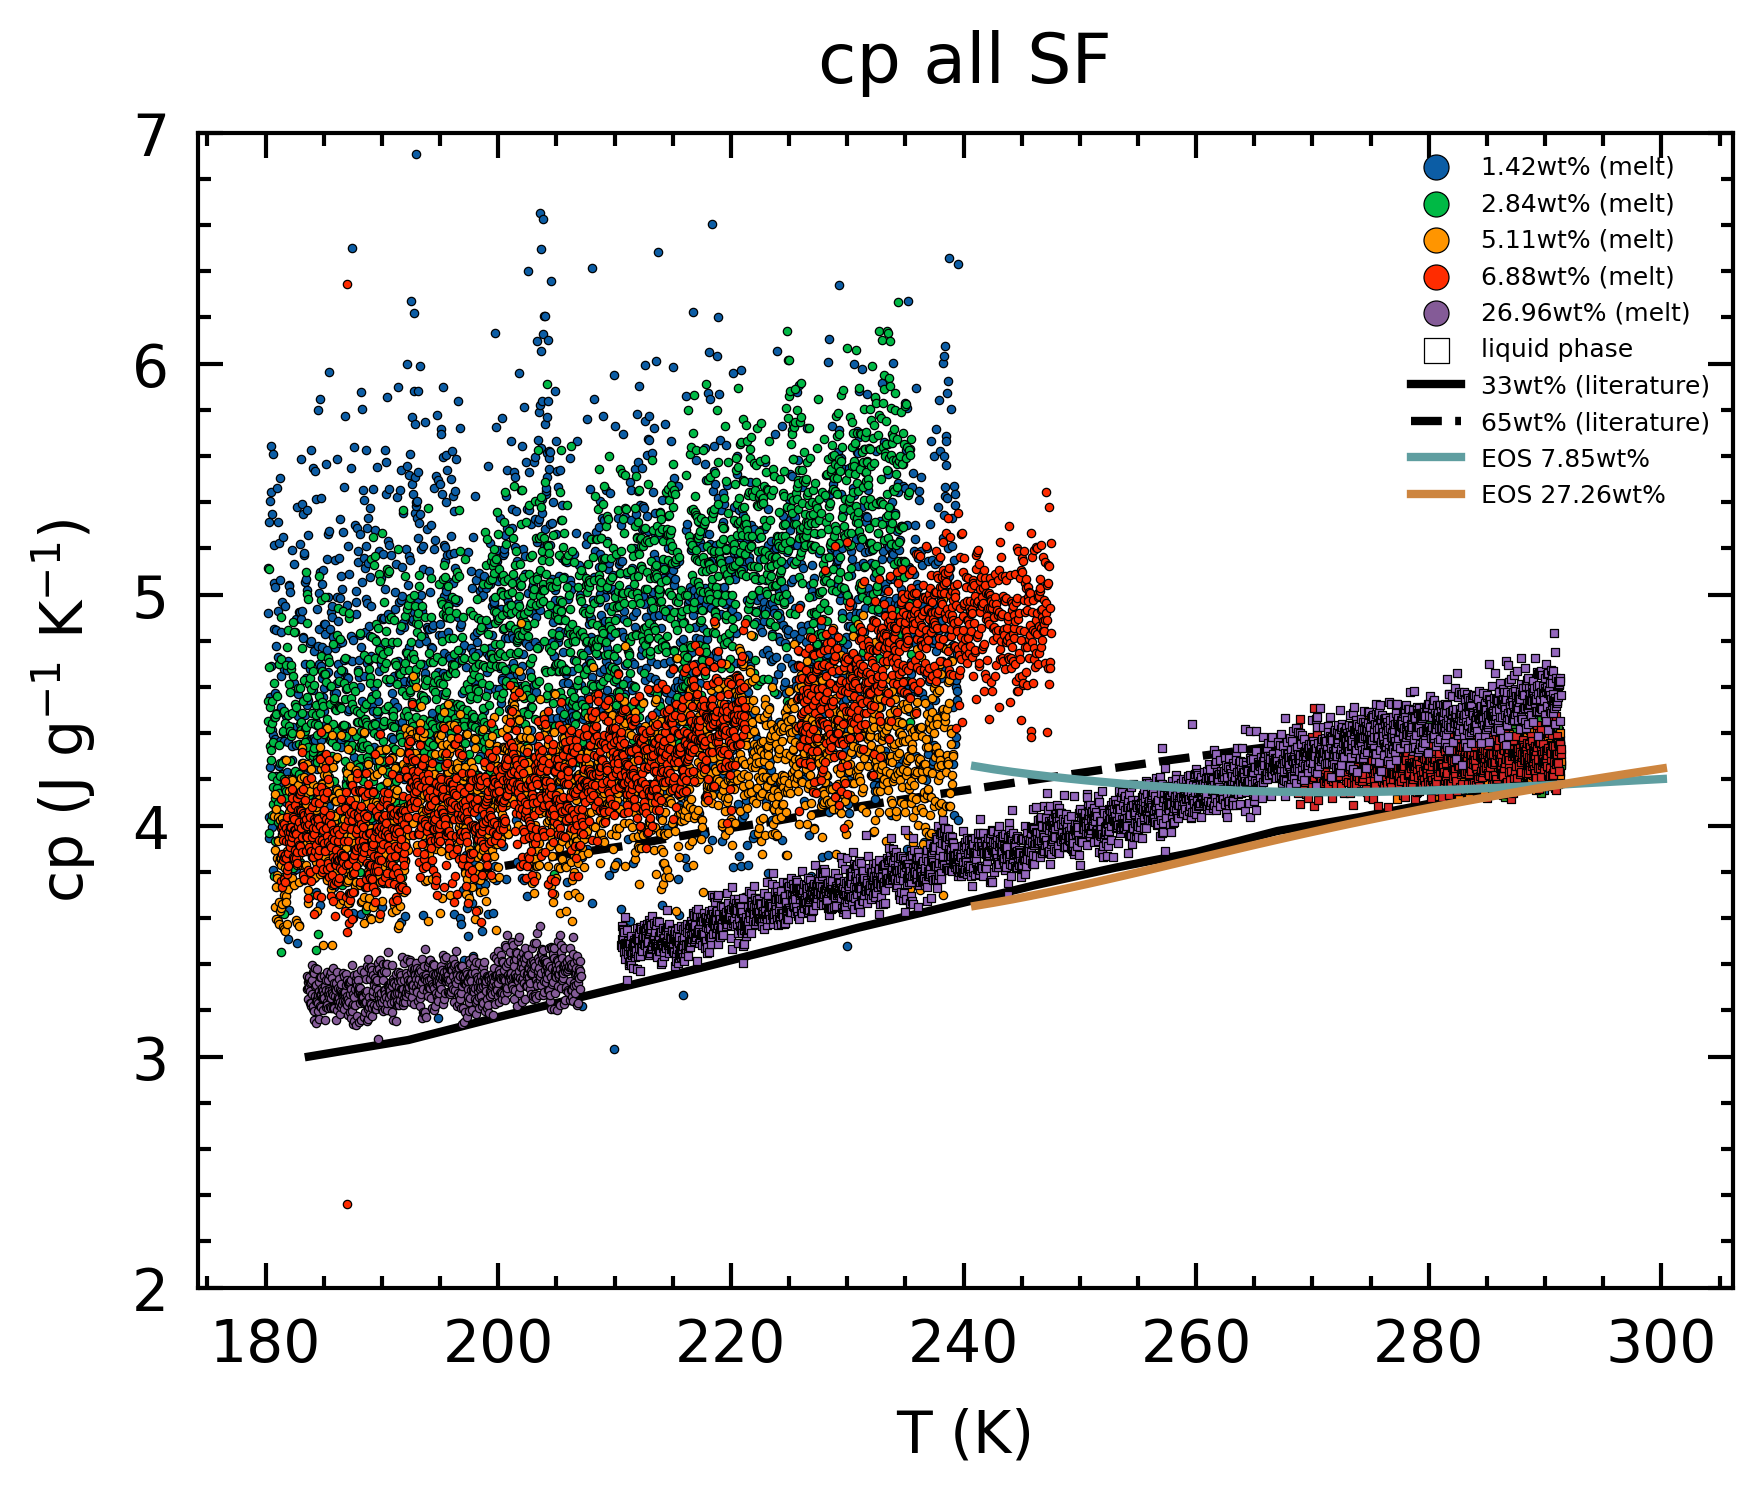 cp all SF
7
6
5
4
3
2
cp (J g⁻¹ K⁻¹)
1.42wt% (melt)
2.84wt% (melt)
5.11wt% (melt)
6.88wt% (melt)
26.96wt% (melt)
liquid phase
33wt% (literature)
65wt% (literature)
EOS 7.85wt%
EOS 27.26wt%
180 200 220 240 260 280 300
T (K)